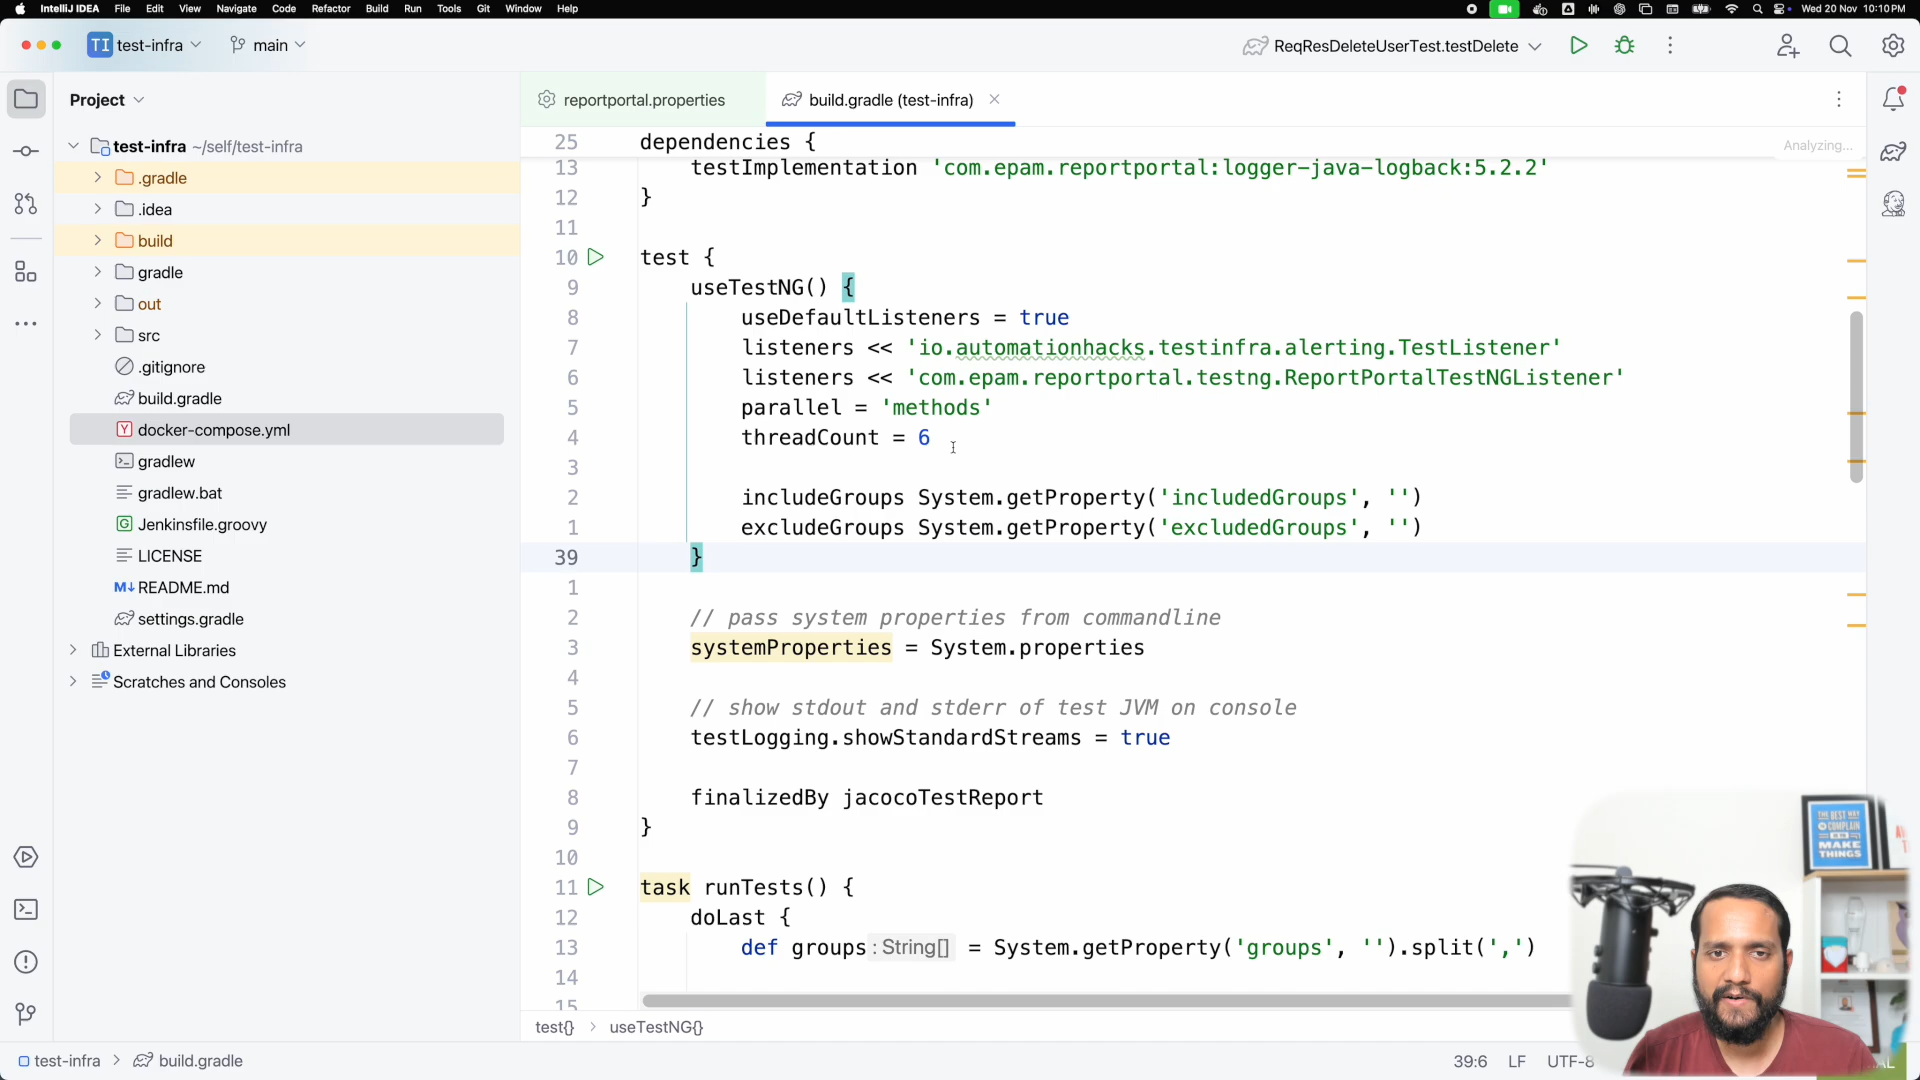 IntelliJ IDEA File Edit View Navigate Code Refactor Build Run Tools Git Window Help Wed 20 Nov 10:10 PM
TI test-infra main ReqResDeleteUserTest.testDelete
Project
reportportal.properties build.gradle (test-infra)
test-infra ~/self/test-infra
.gradle
.idea
build
gradle
out
src
.gitignore
build.gradle
docker-compose.yml
gradlew
gradlew.bat
Jenkinsfile.groovy
LICENSE
README.md
settings.gradle
External Libraries
Scratches and Consoles
25 dependencies {
Analyzing...
13 testImplementation 'com.epam.reportportal:logger-java-logback:5.2.2'
12 }
11
10 test {
9 useTestNG() {
8 useDefaultListeners = true
7 listeners << 'io.automationhacks.testinfra.alerting.TestListener'
6 listeners << 'com.epam.reportportal.testng.ReportPortalTestNGListener'
5 parallel = 'methods'
4 threadCount = 6
3
2 includeGroups System.getProperty('includedGroups', '')
1 excludeGroups System.getProperty('excludedGroups', '')
39 }
1
2 // pass system properties from commandline
3 systemProperties = System.properties
4
5 // show stdout and stderr of test JVM on console
6 testLogging.showStandardStreams = true
7
8 finalizedBy jacocoTestReport
9 }
10
11 task runTests() {
12 doLast {
13 def groups : String[] = System.getProperty('groups', '').split(',')
14
15
test{} > useTestNG{}
test-infra > build.gradle 39:6 LF UTF-8
THE BEST WAY
TO COMPLAIN
IS TO
MAKE
THINGS